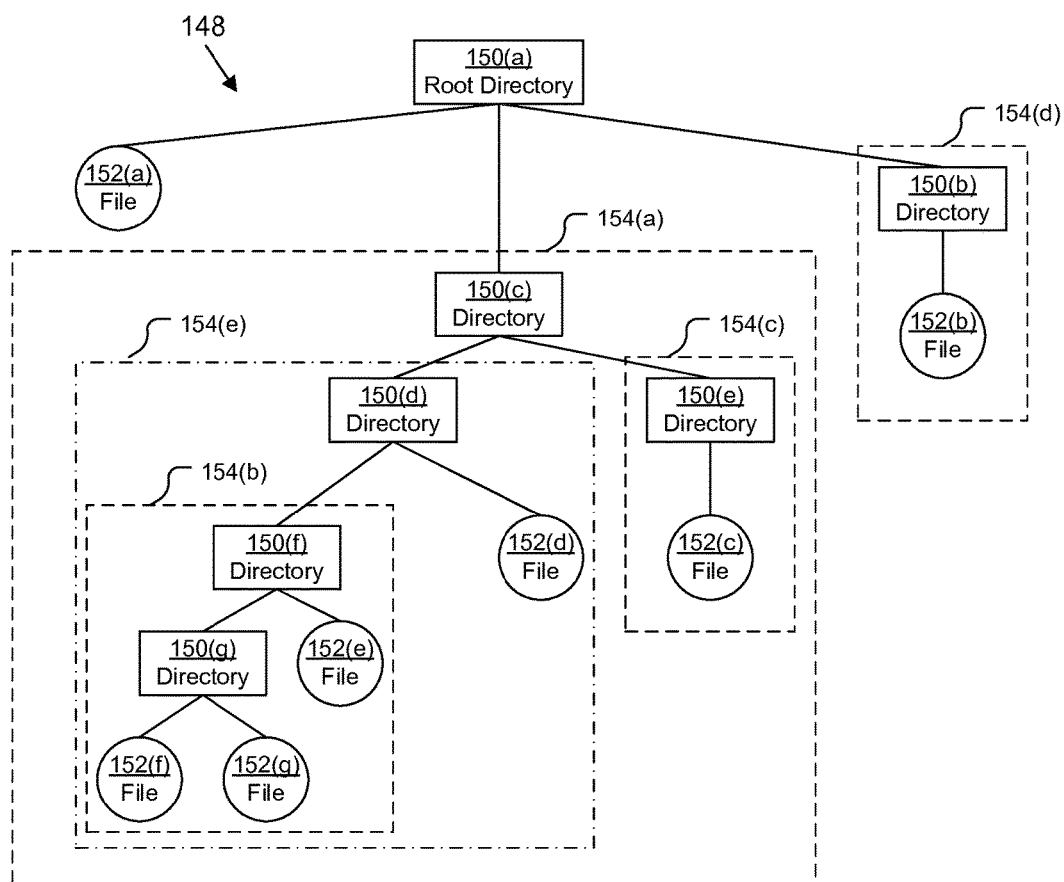 148
150(a)
Root Directory
154(d)
152(a)
File
150(b)
Directory
154(a)
150(c)
Directory
152(b)
File
154(e)
154(c)
150(d)
Directory
150(e)
Directory
154(b)
150(f)
Directory
152(d)
File
152(c)
File
150(g)
Directory
152(e)
File
152(f)
File
152(g)
File